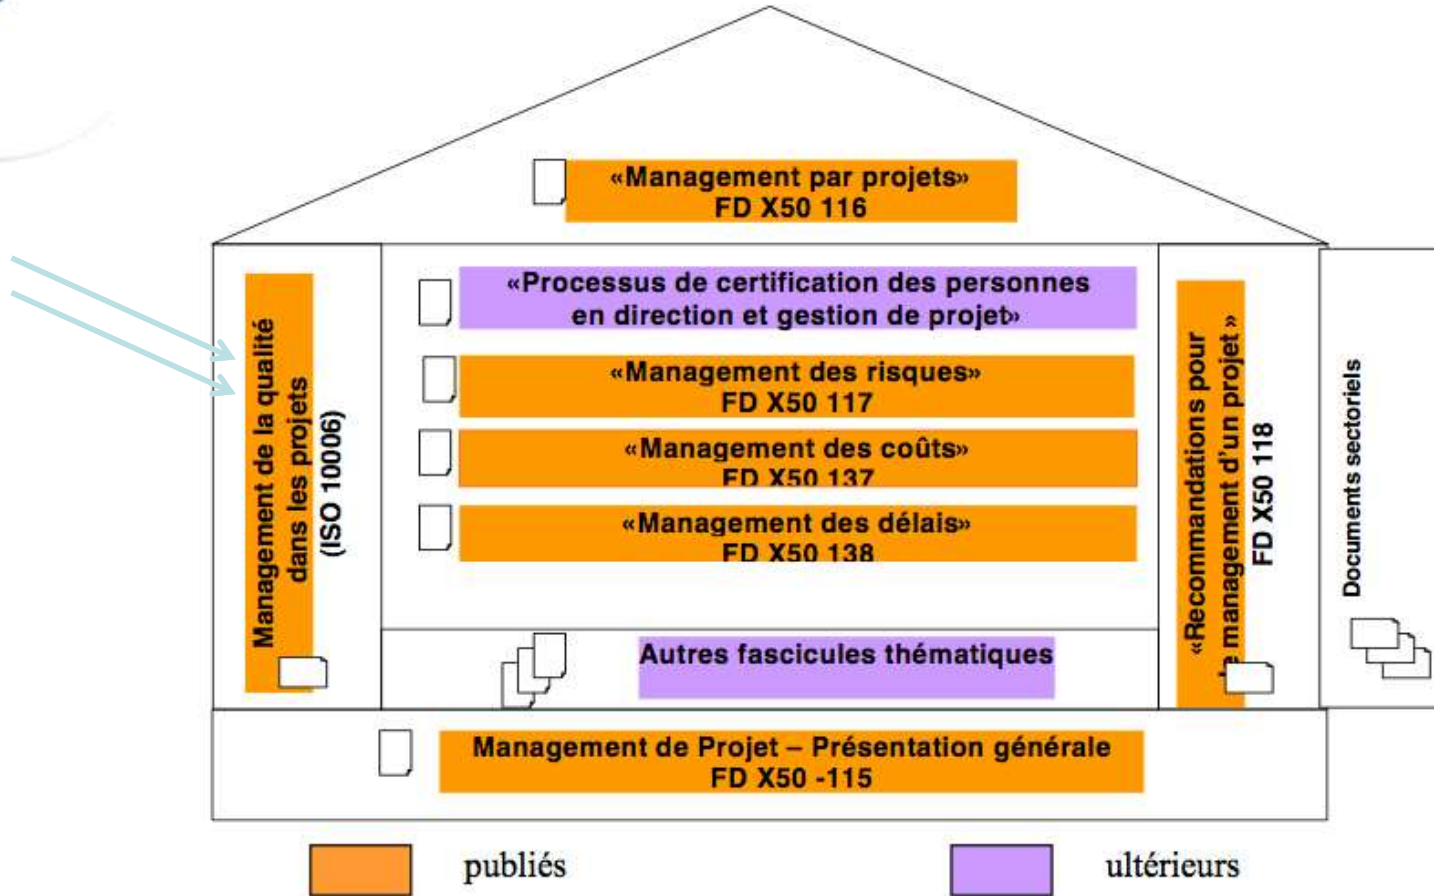 «Management par projets»
FD X50 116
«Processus de certification des personnes
en direction et gestion de projet»
«Management des risques»
FD X50 117
«Management des coûts»
FD X50 137
«Management des délais»
FD X50 138
Autres fascicules thématiques
Management de la qualité
dans les projets
(ISO 10006)
«Recommandations pour
le management d'un projet »
FD X50 118
Documents sectoriels
Management de Projet – Présentation générale
FD X50 -115
publiés
ultérieurs